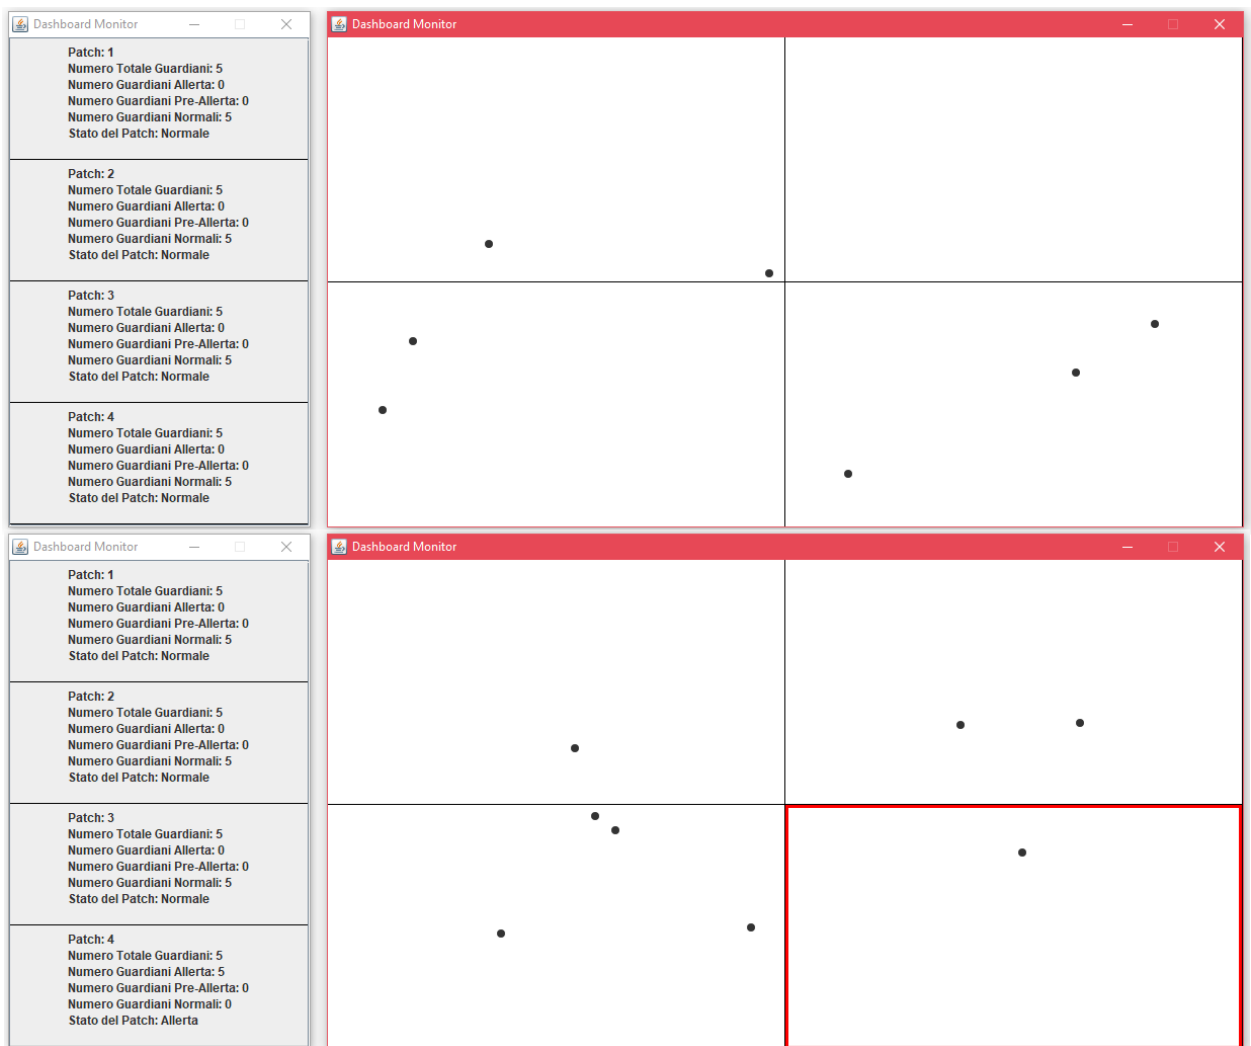 Dashboard Monitor
Patch: 1
Numero Totale Guardiani: 5
Numero Guardiani Allerta: 0
Numero Guardiani Pre-Allerta: 0
Numero Guardiani Normali: 5
Stato del Patch: Normale
Patch: 2
Numero Totale Guardiani: 5
Numero Guardiani Allerta: 0
Numero Guardiani Pre-Allerta: 0
Numero Guardiani Normali: 5
Stato del Patch: Normale
Patch: 3
Numero Totale Guardiani: 5
Numero Guardiani Allerta: 0
Numero Guardiani Pre-Allerta: 0
Numero Guardiani Normali: 5
Stato del Patch: Normale
Patch: 4
Numero Totale Guardiani: 5
Numero Guardiani Allerta: 0
Numero Guardiani Pre-Allerta: 0
Numero Guardiani Normali: 5
Stato del Patch: Normale
Dashboard Monitor
Dashboard Monitor
Patch: 1
Numero Totale Guardiani: 5
Numero Guardiani Allerta: 0
Numero Guardiani Pre-Allerta: 0
Numero Guardiani Normali: 5
Stato del Patch: Normale
Patch: 2
Numero Totale Guardiani: 5
Numero Guardiani Allerta: 0
Numero Guardiani Pre-Allerta: 0
Numero Guardiani Normali: 5
Stato del Patch: Normale
Patch: 3
Numero Totale Guardiani: 5
Numero Guardiani Allerta: 0
Numero Guardiani Pre-Allerta: 0
Numero Guardiani Normali: 5
Stato del Patch: Normale
Patch: 4
Numero Totale Guardiani: 5
Numero Guardiani Allerta: 5
Numero Guardiani Pre-Allerta: 0
Numero Guardiani Normali: 0
Stato del Patch: Allerta
Dashboard Monitor